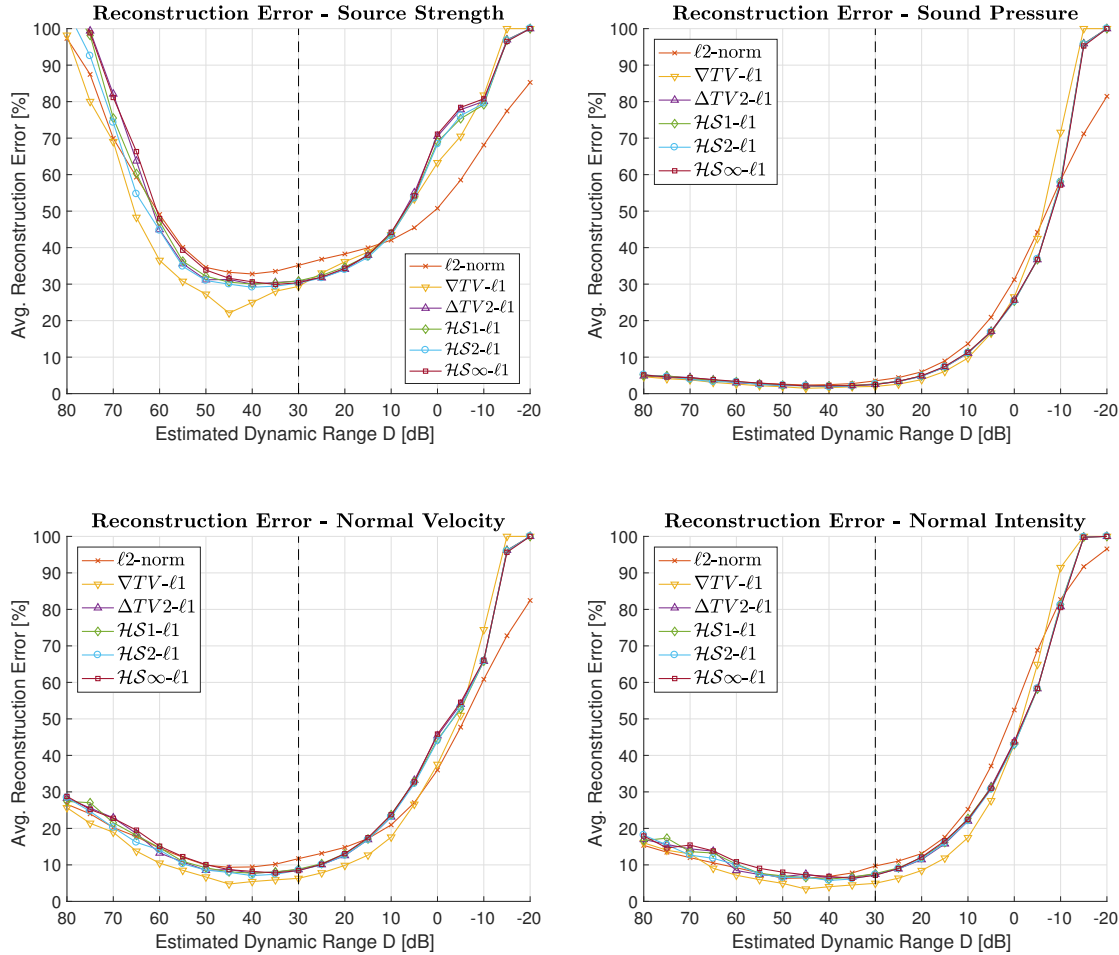 Reconstruction Error - Source Strength
Avg. Reconstruction Error [%]
100
90
80
70
60
50
40
30
20
10
0
ℓ2-norm
∇TV-ℓ1
ΔTV2-ℓ1
HS1-ℓ1
HS2-ℓ1
HS∞-ℓ1
80 70 60 50 40 30 20 10 0 -10 -20
Estimated Dynamic Range D [dB]
Reconstruction Error - Sound Pressure
Avg. Reconstruction Error [%]
100
90
80
70
60
50
40
30
20
10
0
ℓ2-norm
∇TV-ℓ1
ΔTV2-ℓ1
HS1-ℓ1
HS2-ℓ1
HS∞-ℓ1
80 70 60 50 40 30 20 10 0 -10 -20
Estimated Dynamic Range D [dB]
Reconstruction Error - Normal Velocity
Avg. Reconstruction Error [%]
100
90
80
70
60
50
40
30
20
10
0
ℓ2-norm
∇TV-ℓ1
ΔTV2-ℓ1
HS1-ℓ1
HS2-ℓ1
HS∞-ℓ1
80 70 60 50 40 30 20 10 0 -10 -20
Estimated Dynamic Range D [dB]
Reconstruction Error - Normal Intensity
Avg. Reconstruction Error [%]
100
90
80
70
60
50
40
30
20
10
0
ℓ2-norm
∇TV-ℓ1
ΔTV2-ℓ1
HS1-ℓ1
HS2-ℓ1
HS∞-ℓ1
80 70 60 50 40 30 20 10 0 -10 -20
Estimated Dynamic Range D [dB]